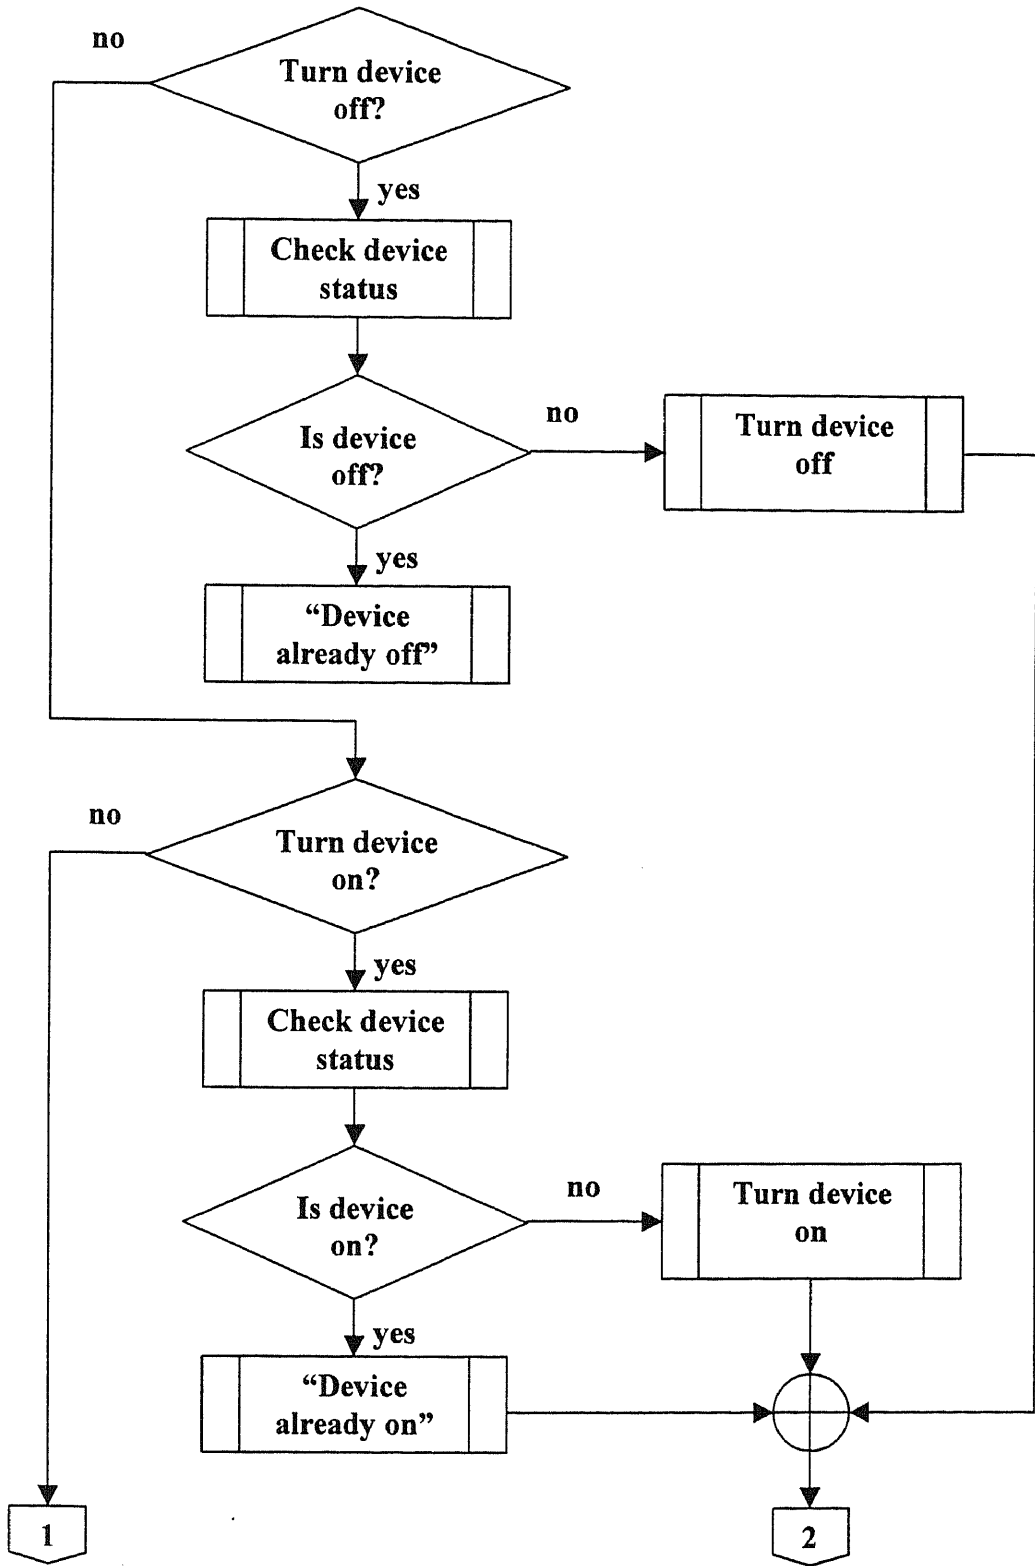 no
Turn device
off?
yes
Check device
status
Is device
off?
no
Turn device
off
yes
“Device
already off”
no
Turn device
on?
yes
Check device
status
Is device
on?
no
Turn device
on
yes
“Device
already on”
1
2